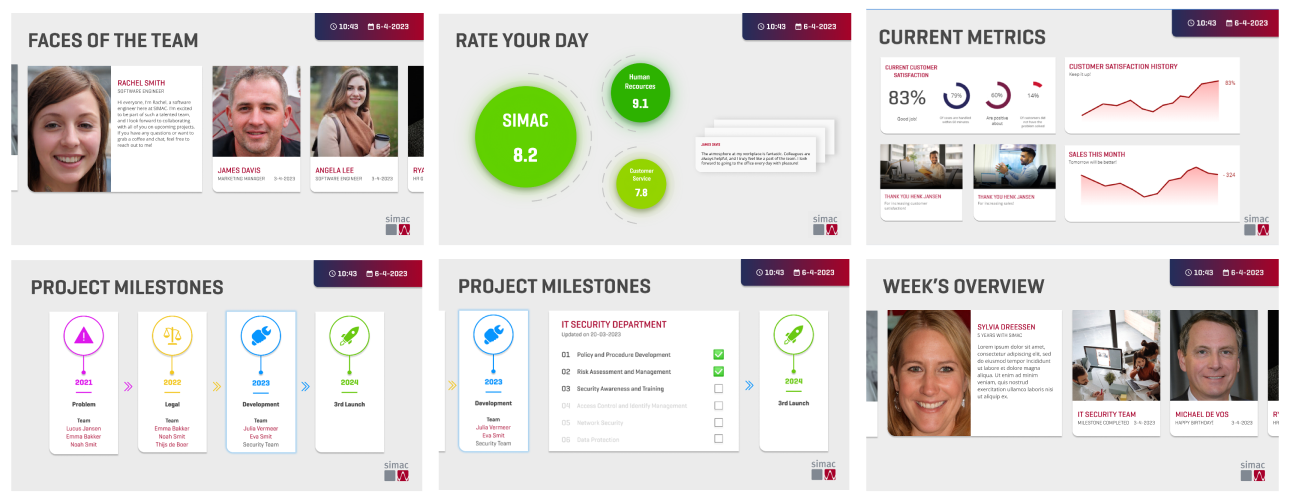 10:43 6-4-2023
FACES OF THE TEAM
RACHEL SMITH
SOFTWARE ENGINEER
Hi everyone, I'm Rachel, a software
engineer here at SIMAC. I'm excited
to be part of such a talented team,
and I look forward to collaborating
with all of you on upcoming projects.
If you have any questions or want to
grab a coffee and chat, feel free to
reach out to me!
JAMES DAVIS
MARKETING MANAGER 3-4-2023
ANGELA LEE
SOFTWARE ENGINEER 3-4-2023
RYA
HR S
simac
10:43 6-4-2023
RATE YOUR DAY
SIMAC
8.2
Human
Recources
9.1
Customer
Service
7.8
JAMES DAVIS
The atmosphere at my workplace is fantastic. Colleagues are
always helpful, and I truly feel like a part of the team. I look
forward to going to the office every day with pleasure!
simac
10:43 6-4-2023
CURRENT METRICS
CURRENT CUSTOMER
SATISFACTION
83%
Good job!
79%
60%
Are positive
about
14%
CUSTOMER SATISFACTION HISTORY
Keep it up!
83%
THANK YOU HENK JANSEN
For increasing customer
satisfaction!
THANK YOU HENK JANSEN
For increasing sales!
SALES THIS MONTH
Tomorrow will be better!
- 324
simac
10:43 6-4-2023
PROJECT MILESTONES
2021
Problem
Team
Lucus Jansen
Emma Bakker
Noah Smit
2022
Legal
Team
Emma Bakker
Noah Smit
Thijs de Boer
2023
Development
Team
Julia Vermeer
Eva Smit
Security Team
2024
3rd Launch
simac
10:43 6-4-2023
PROJECT MILESTONES
2023
Development
Team
Julia Vermeer
Eva Smit
Security Team
IT SECURITY DEPARTMENT
Updated on 20-03-2023
01 Policy and Procedure Development
02 Risk Assessment and Management
03 Security Awareness and Training
04 Access Control and Identify Management
05 Network Security
06 Data Protection
2024
3rd Launch
simac
10:43 6-4-2023
WEEK'S OVERVIEW
SYLVIA DREESSEN
5 YEARS WITH SIMAC
Lorem ipsum dolor sit amet,
consectetur adipiscing elit, sed
do eiusmod tempor incididunt
ut labore et dolore magna
aliqua. Ut enim ad minim
veniam, quis nostrud
exercitation ullamco laboris nisi
ut aliquip ex.
IT SECURITY TEAM
MILESTONE COMPLETED 3-4-2023
MICHAEL DE VOS
HAPPY BIRTHDAY! 3-4-2023
RY
HR
simac